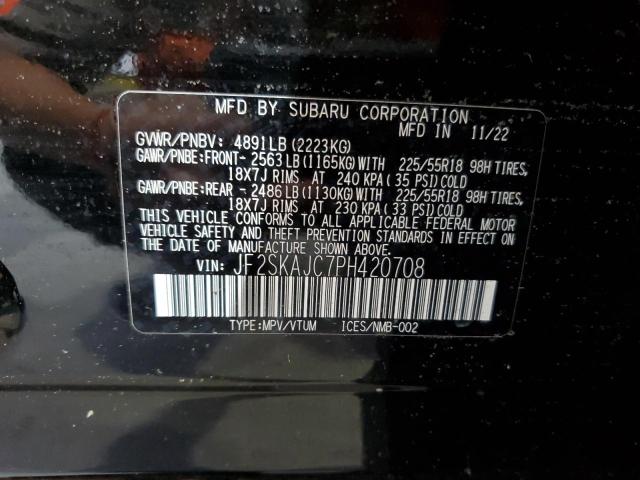 MFD BY SUBARU CORPORATION
MFD IN 11/22
GVWR/PNBV: 4891LB (2223KG)
GAWR/PNBE:FRONT- 2563LB (1165KG) WITH 225/55R18 98H TIRES,
18X7J RIMS AT 240 KPA (35 PSI) COLD
GAWR/PNBE:REAR - 2486LB (1130KG) WITH 225/55R18 98H TIRES,
18X7J RIMS AT 230 KPA (33 PSI) COLD
THIS VEHICLE CONFORMS TO ALL APPLICABLE FEDERAL MOTOR
VEHICLE SAFETY AND THEFT PREVENTION STANDARDS IN EFFECT ON
THE DATE OF MANUFACTURE SHOWN ABOVE.
VIN: JF2SKAJC7PH420708
TYPE:MPV/VTUM ICES/NMB-002